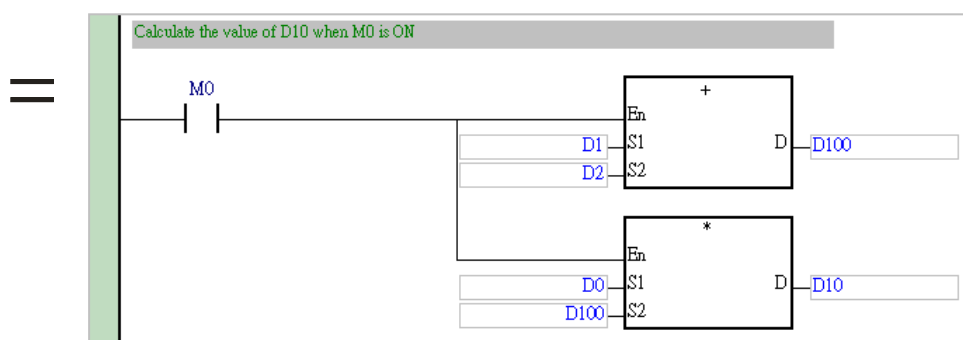 Calculate the value of D10 when M0 is ON
=
M0
+
En
D1 S1 D D100
D2 S2
*
En
D0 S1 D D10
D100 S2